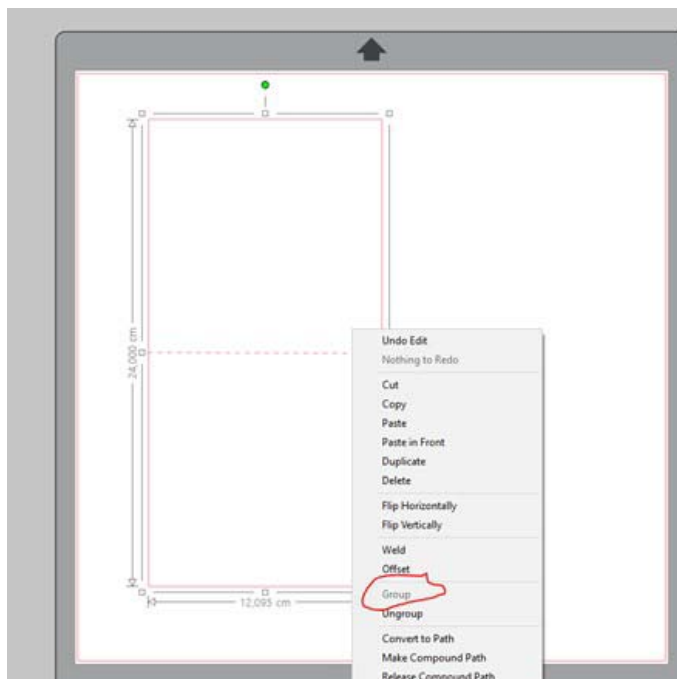 24,000 cm
12,095 cm
Undo Edit
Nothing to Redo
Cut
Copy
Paste
Paste in Front
Duplicate
Delete
Flip Horizontally
Flip Vertically
Weld
Offset
Group
Ungroup
Convert to Path
Make Compound Path
Release Compound Path